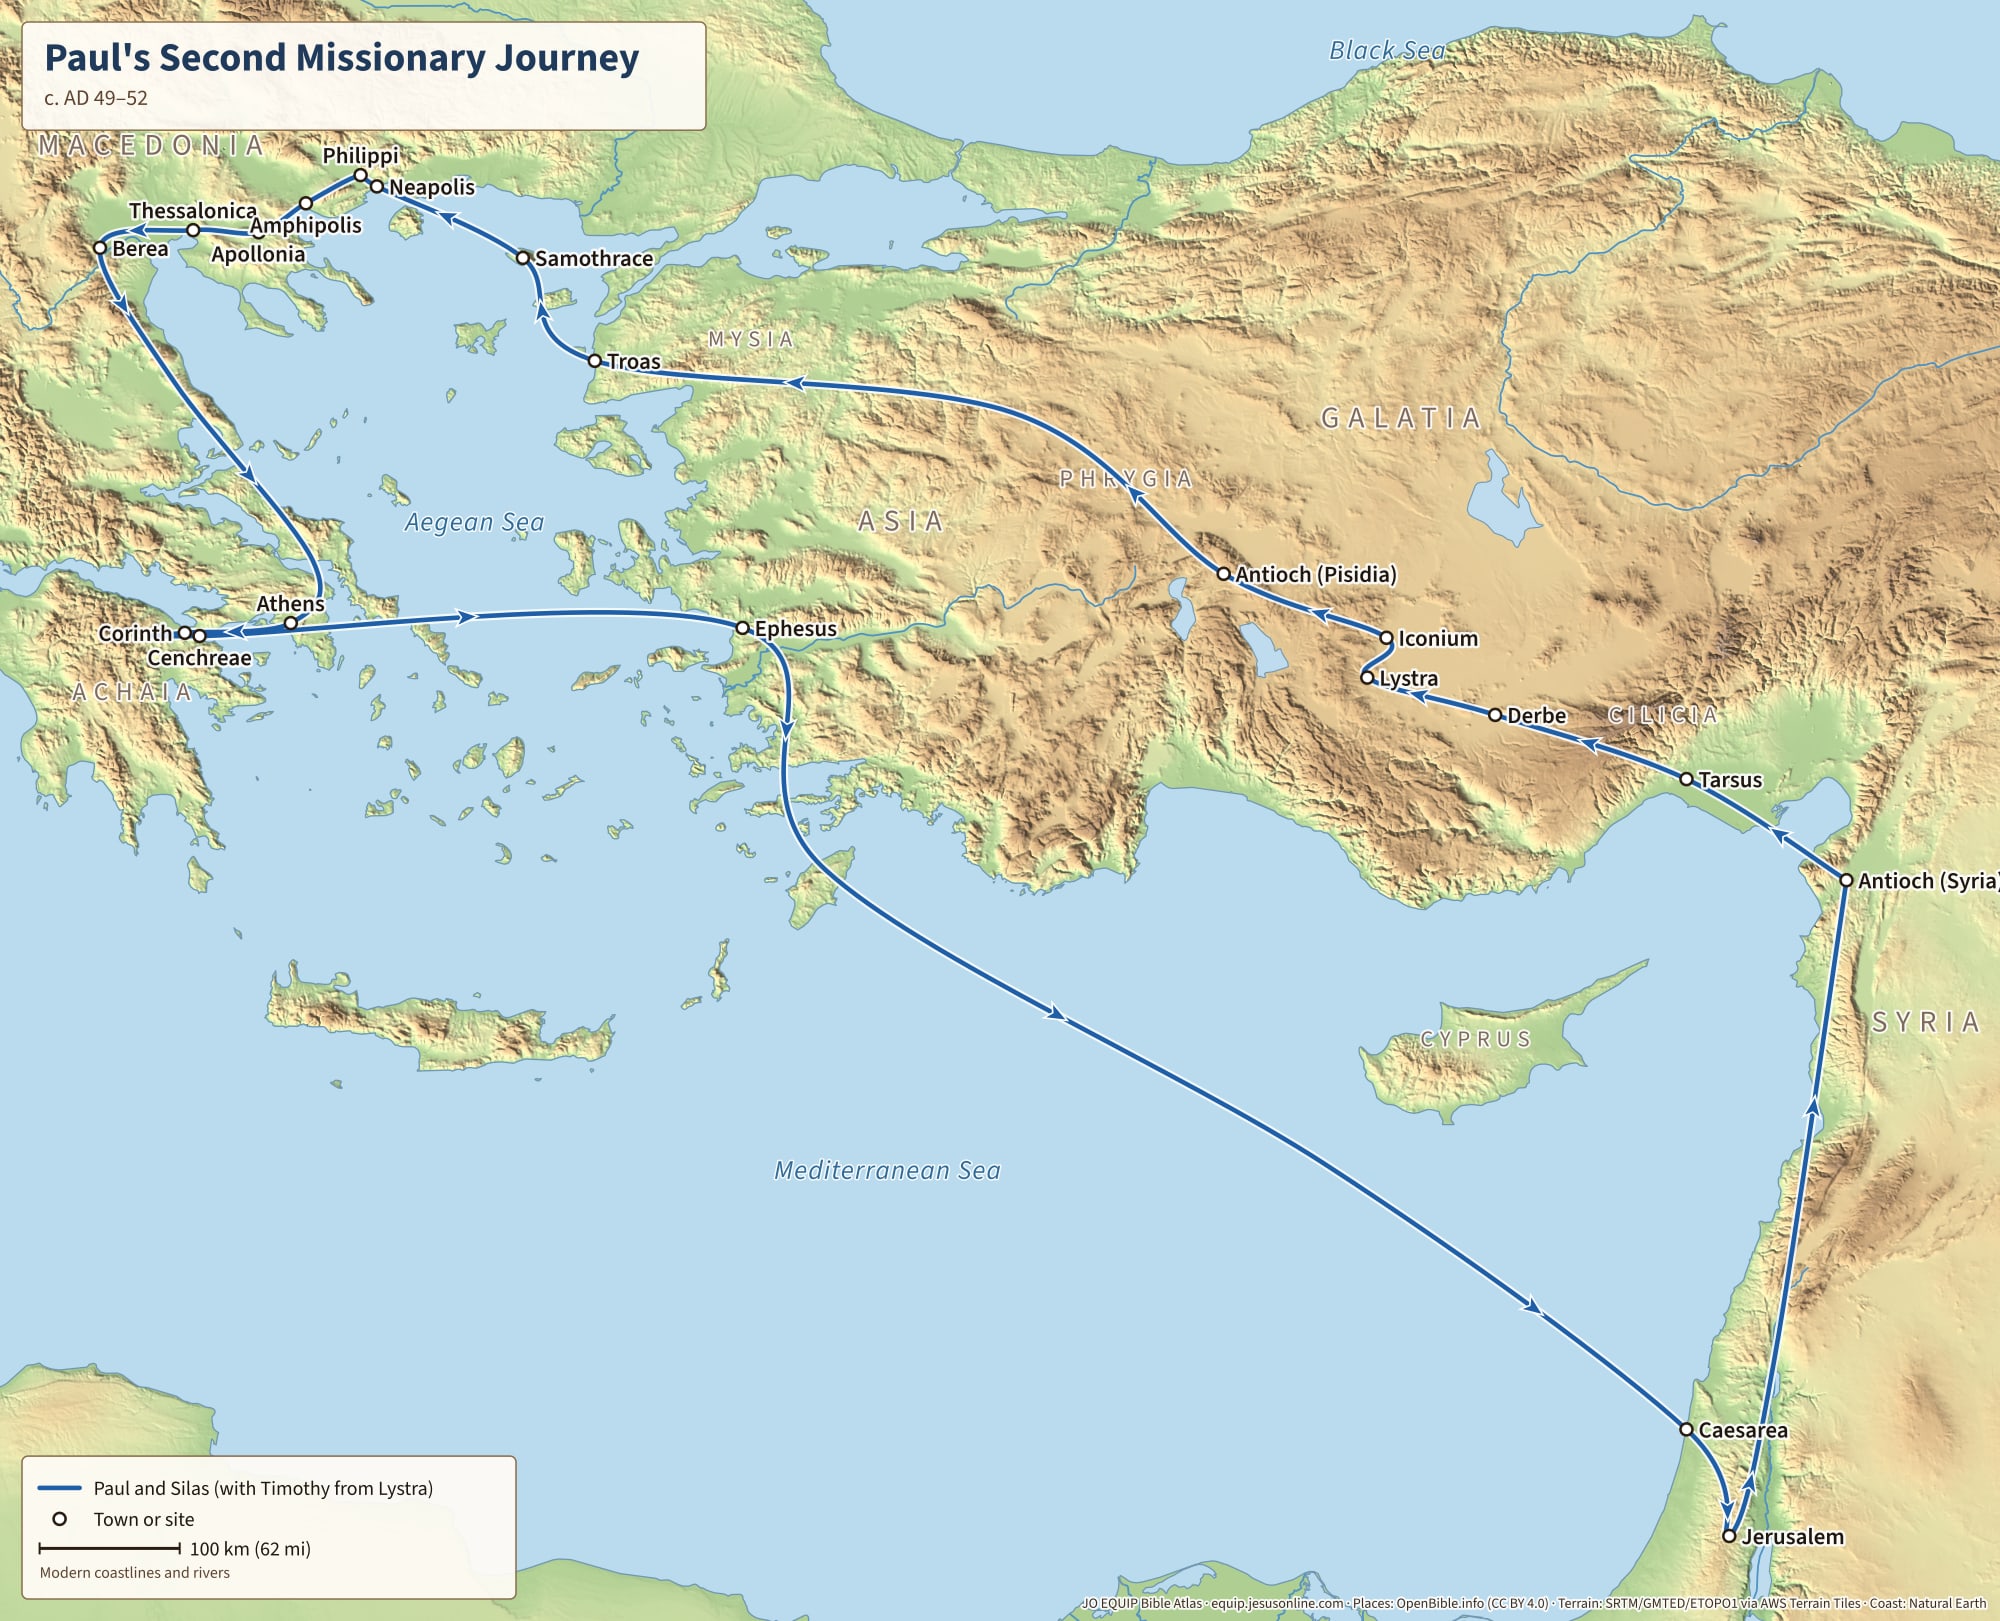 Paul's Second Missionary Journey
c. AD 49–52
Black Sea
MACEDONIA
Philippi
Neapolis
Thessalonica
Amphipolis
Berea
Apollonia
Samothrace
MYSIA
Troas
GALATIA
PHRYGIA
Aegean Sea
ASIA
Antioch (Pisidia)
Athens
Corinth
Ephesus
Iconium
Cenchreae
Lystra
ACHAIA
Derbe
CILICIA
Tarsus
Antioch (Syria)
SYRIA
CYPRUS
Mediterranean Sea
Caesarea
Jerusalem
Paul and Silas (with Timothy from Lystra)
Town or site
100 km (62 mi)
Modern coastlines and rivers
JO EQUIP Bible Atlas · equip.jesusonline.com · Places: OpenBible.info (CC BY 4.0) · Terrain: SRTM/GMTED/ETOPO1 via AWS Terrain Tiles · Coast: Natural Earth